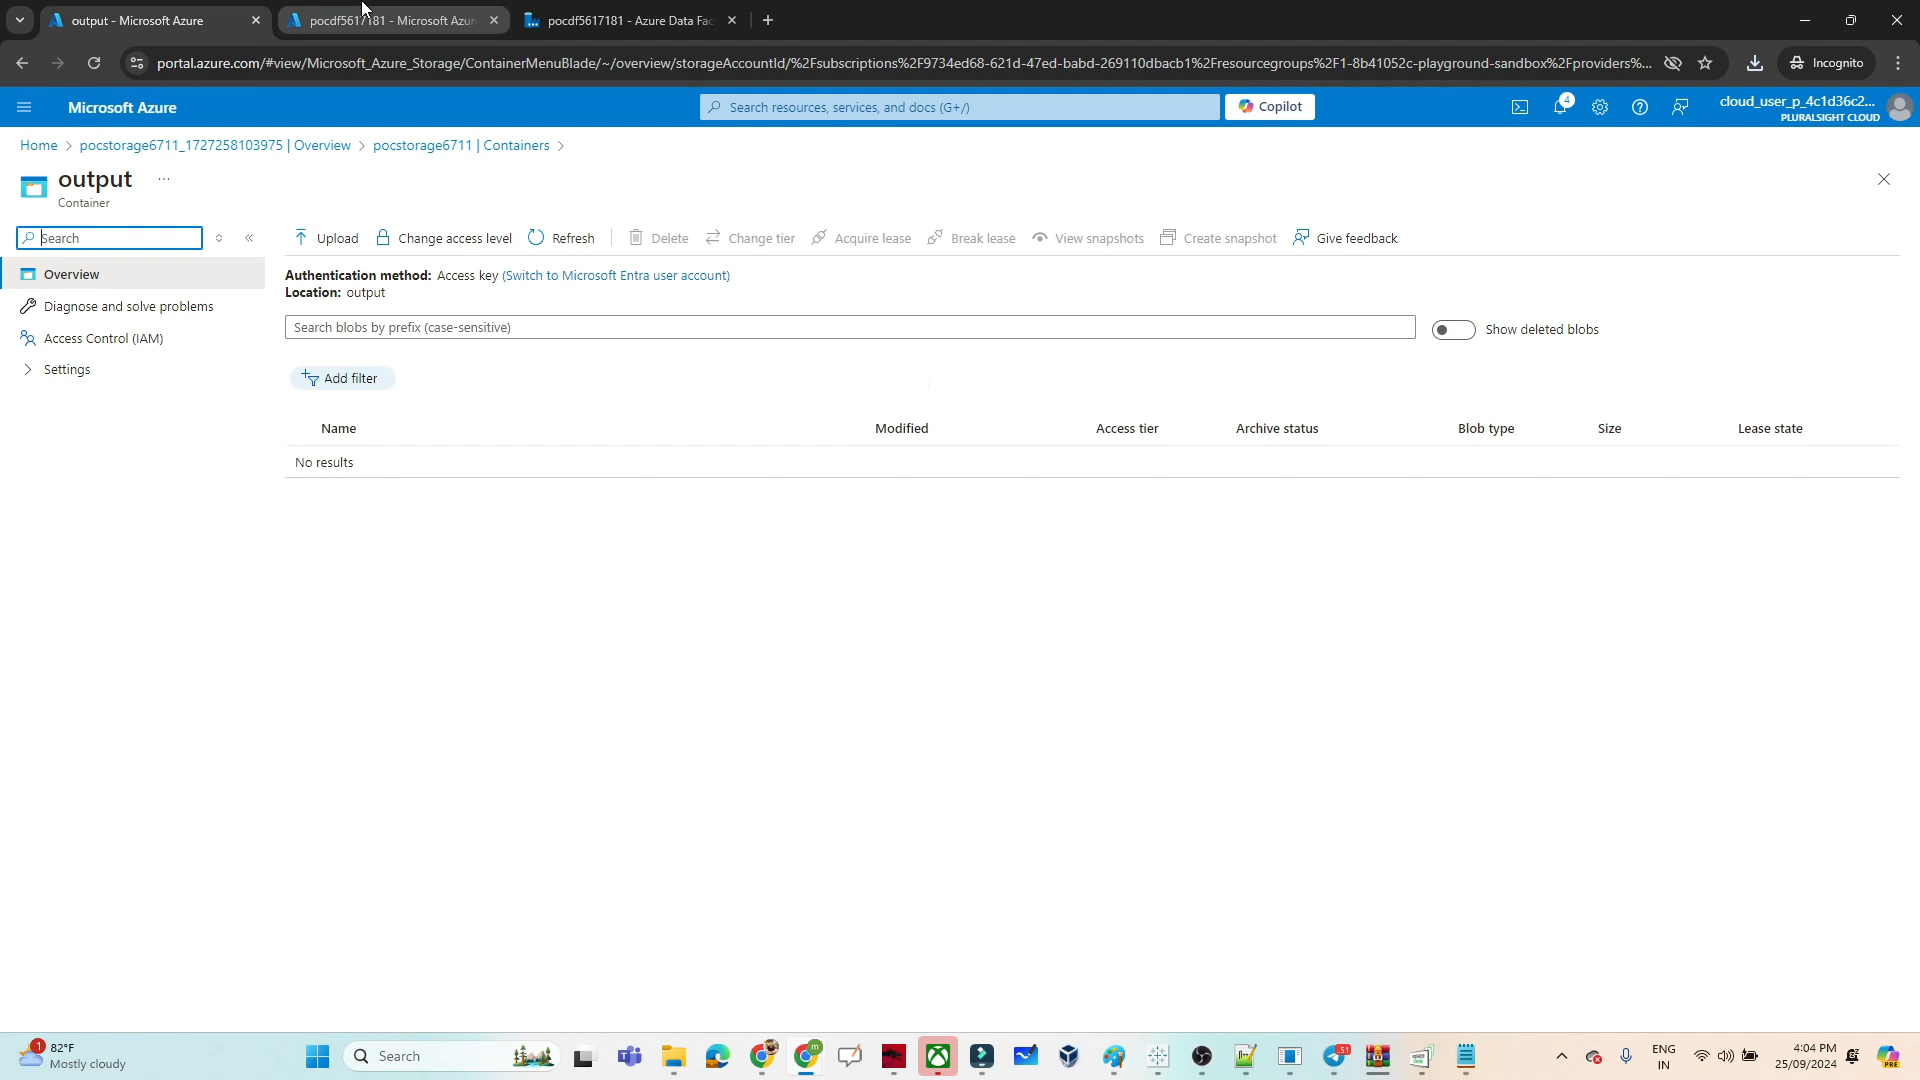 output - Microsoft Azure
pocdf5617181 - Microsoft Azur
pocdf5617181 - Azure Data Fac
portal.azure.com/#view/Microsoft_Azure_Storage/ContainerMenuBlade/~/overview/storageAccountId/%2Fsubscriptions%2F9734ed68-621d-47ed-babd-269110dbacb1%2Fresourcegroups%2F1-8b41052c-playground-sandbox%2Fproviders%...
Incognito
Microsoft Azure
Search resources, services, and docs (G+/)
Copilot
4
cloud_user_p_4c1d36c2...
PLURALSIGHT CLOUD
Home > pocstorage6711_1727258103975 | Overview > pocstorage6711 | Containers >
output ...
Container
Search
Upload
Change access level
Refresh
Delete
Change tier
Acquire lease
Break lease
View snapshots
Create snapshot
Give feedback
Overview
Diagnose and solve problems
Access Control (IAM)
Settings
Authentication method: Access key (Switch to Microsoft Entra user account)
Location: output
Search blobs by prefix (case-sensitive)
Show deleted blobs
Add filter
Name
Modified
Access tier
Archive status
Blob type
Size
Lease state
No results
1
82°F
Mostly cloudy
Search
m
51
ENG
IN
4:04 PM
25/09/2024
PRE